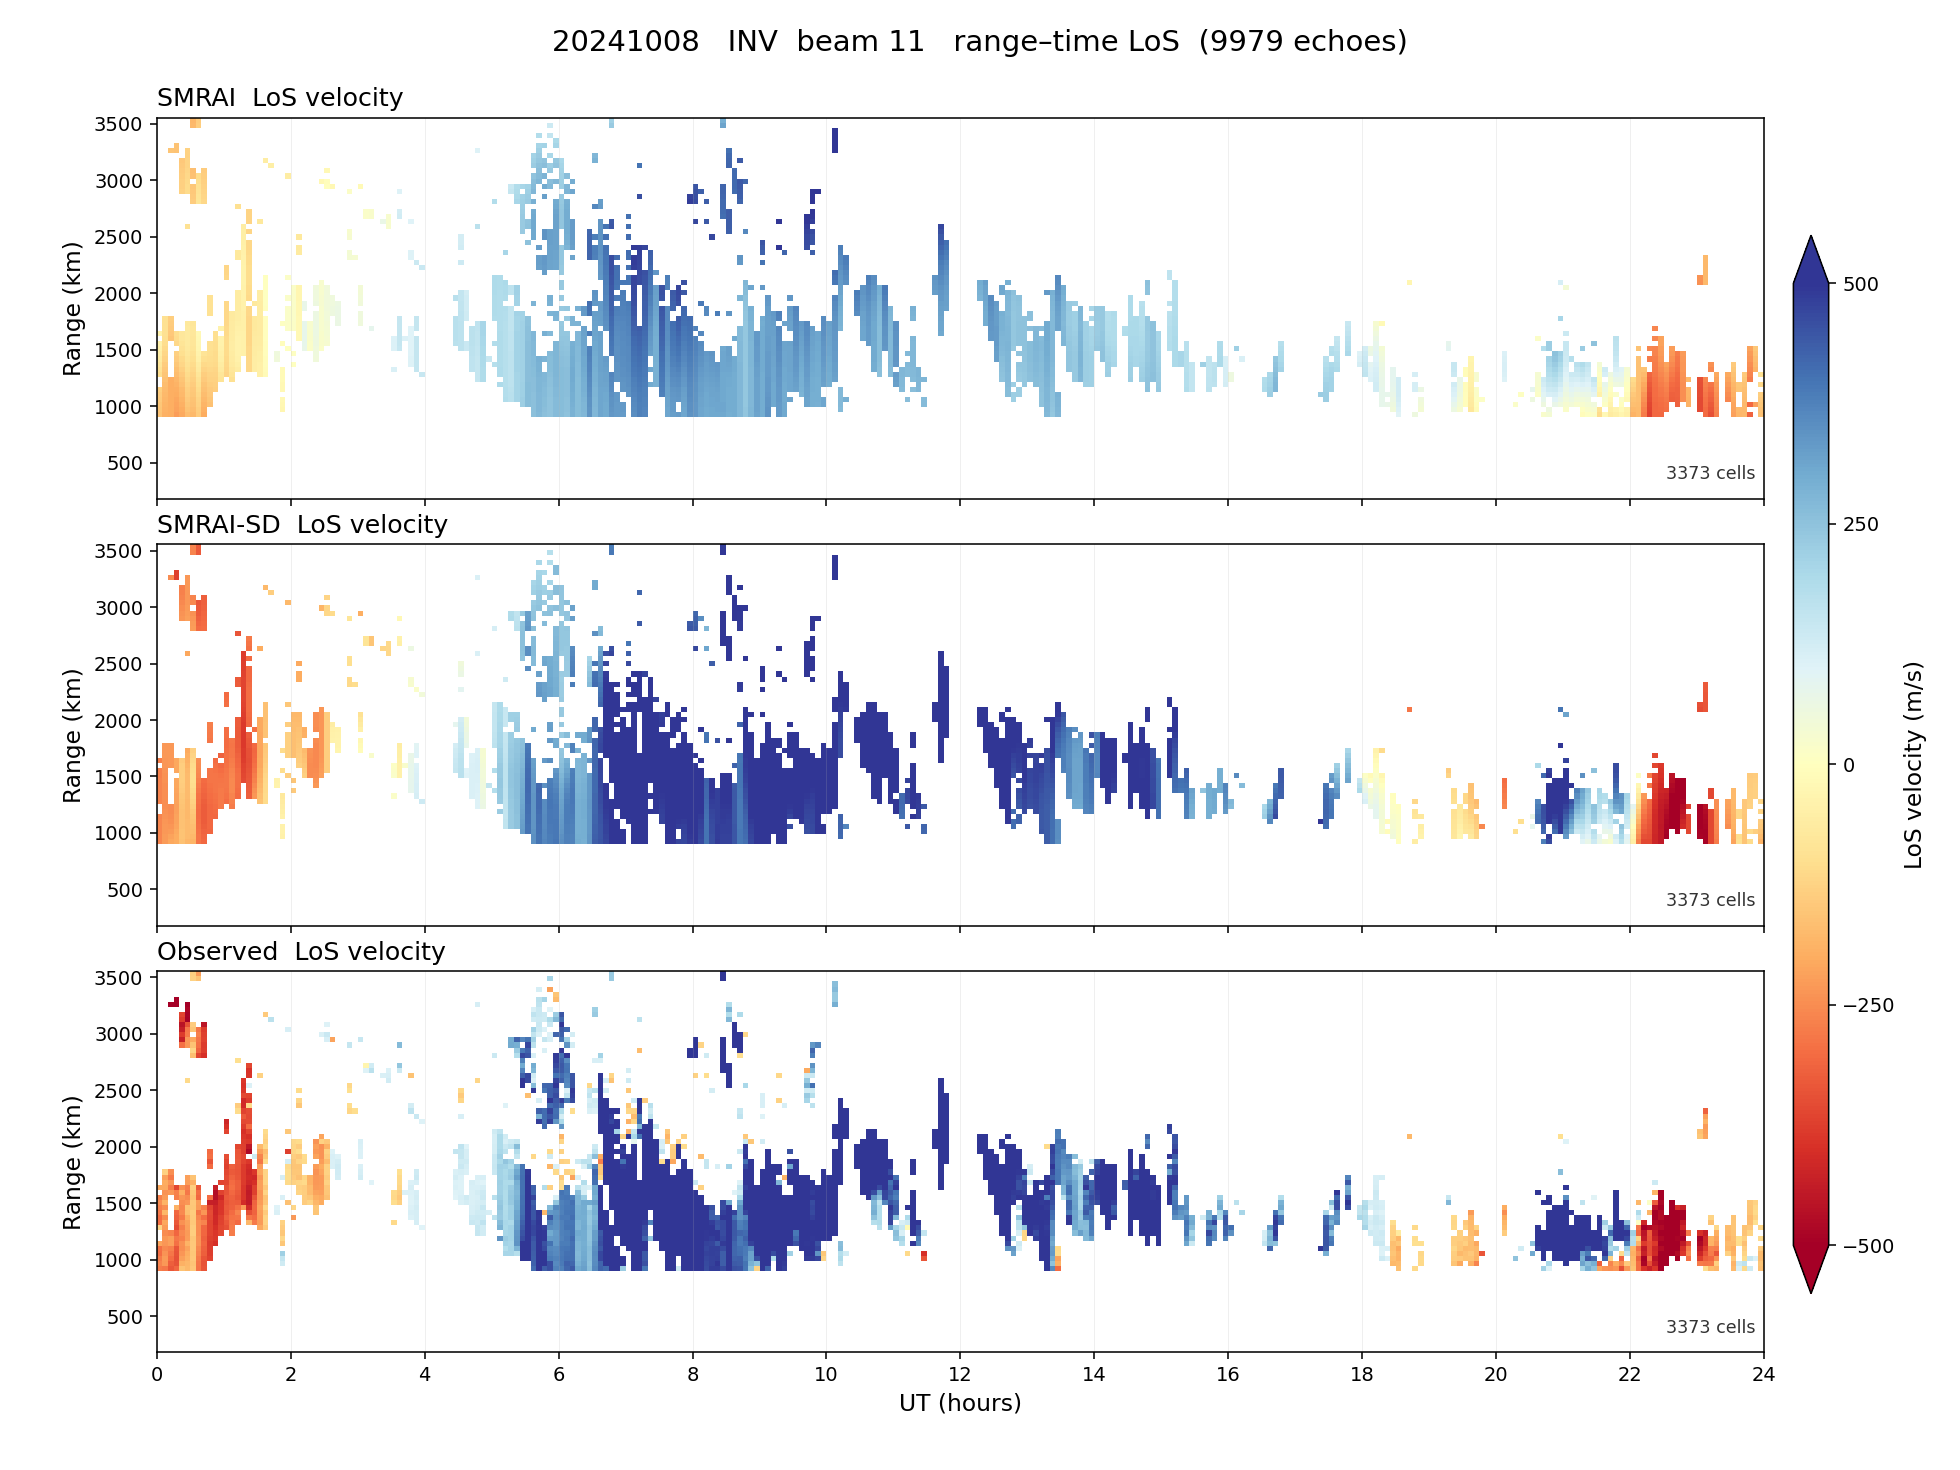 20241008   INV  beam 11   range–time LoS  (9979 echoes)
SMRAI  LoS velocity
3500
3000
2500
2000
1500
1000
500
Range (km)
3373 cells
SMRAI-SD  LoS velocity
3500
3000
2500
2000
1500
1000
500
Range (km)
3373 cells
Observed  LoS velocity
3500
3000
2500
2000
1500
1000
500
Range (km)
3373 cells
0 2 4 6 8 10 12 14 16 18 20 22 24
UT (hours)
500
250
0
−250
−500
LoS velocity (m/s)